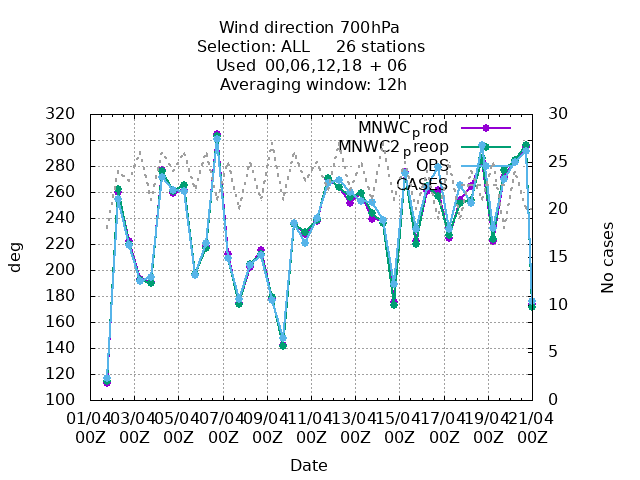 Wind direction 700hPa
Selection: ALL 26 stations
Used 00,06,12,18 + 06
Averaging window: 12h
MNWCprod
MNWC2preop
OBS
CASES
320
300
280
260
240
220
200
180
160
140
120
100
30
25
20
15
10
5
0
deg
No cases
01/04 03/04 05/04 07/04 09/04 11/04 13/04 15/04 17/04 19/04 21/04
00Z 00Z 00Z 00Z 00Z 00Z 00Z 00Z 00Z 00Z 00Z
Date